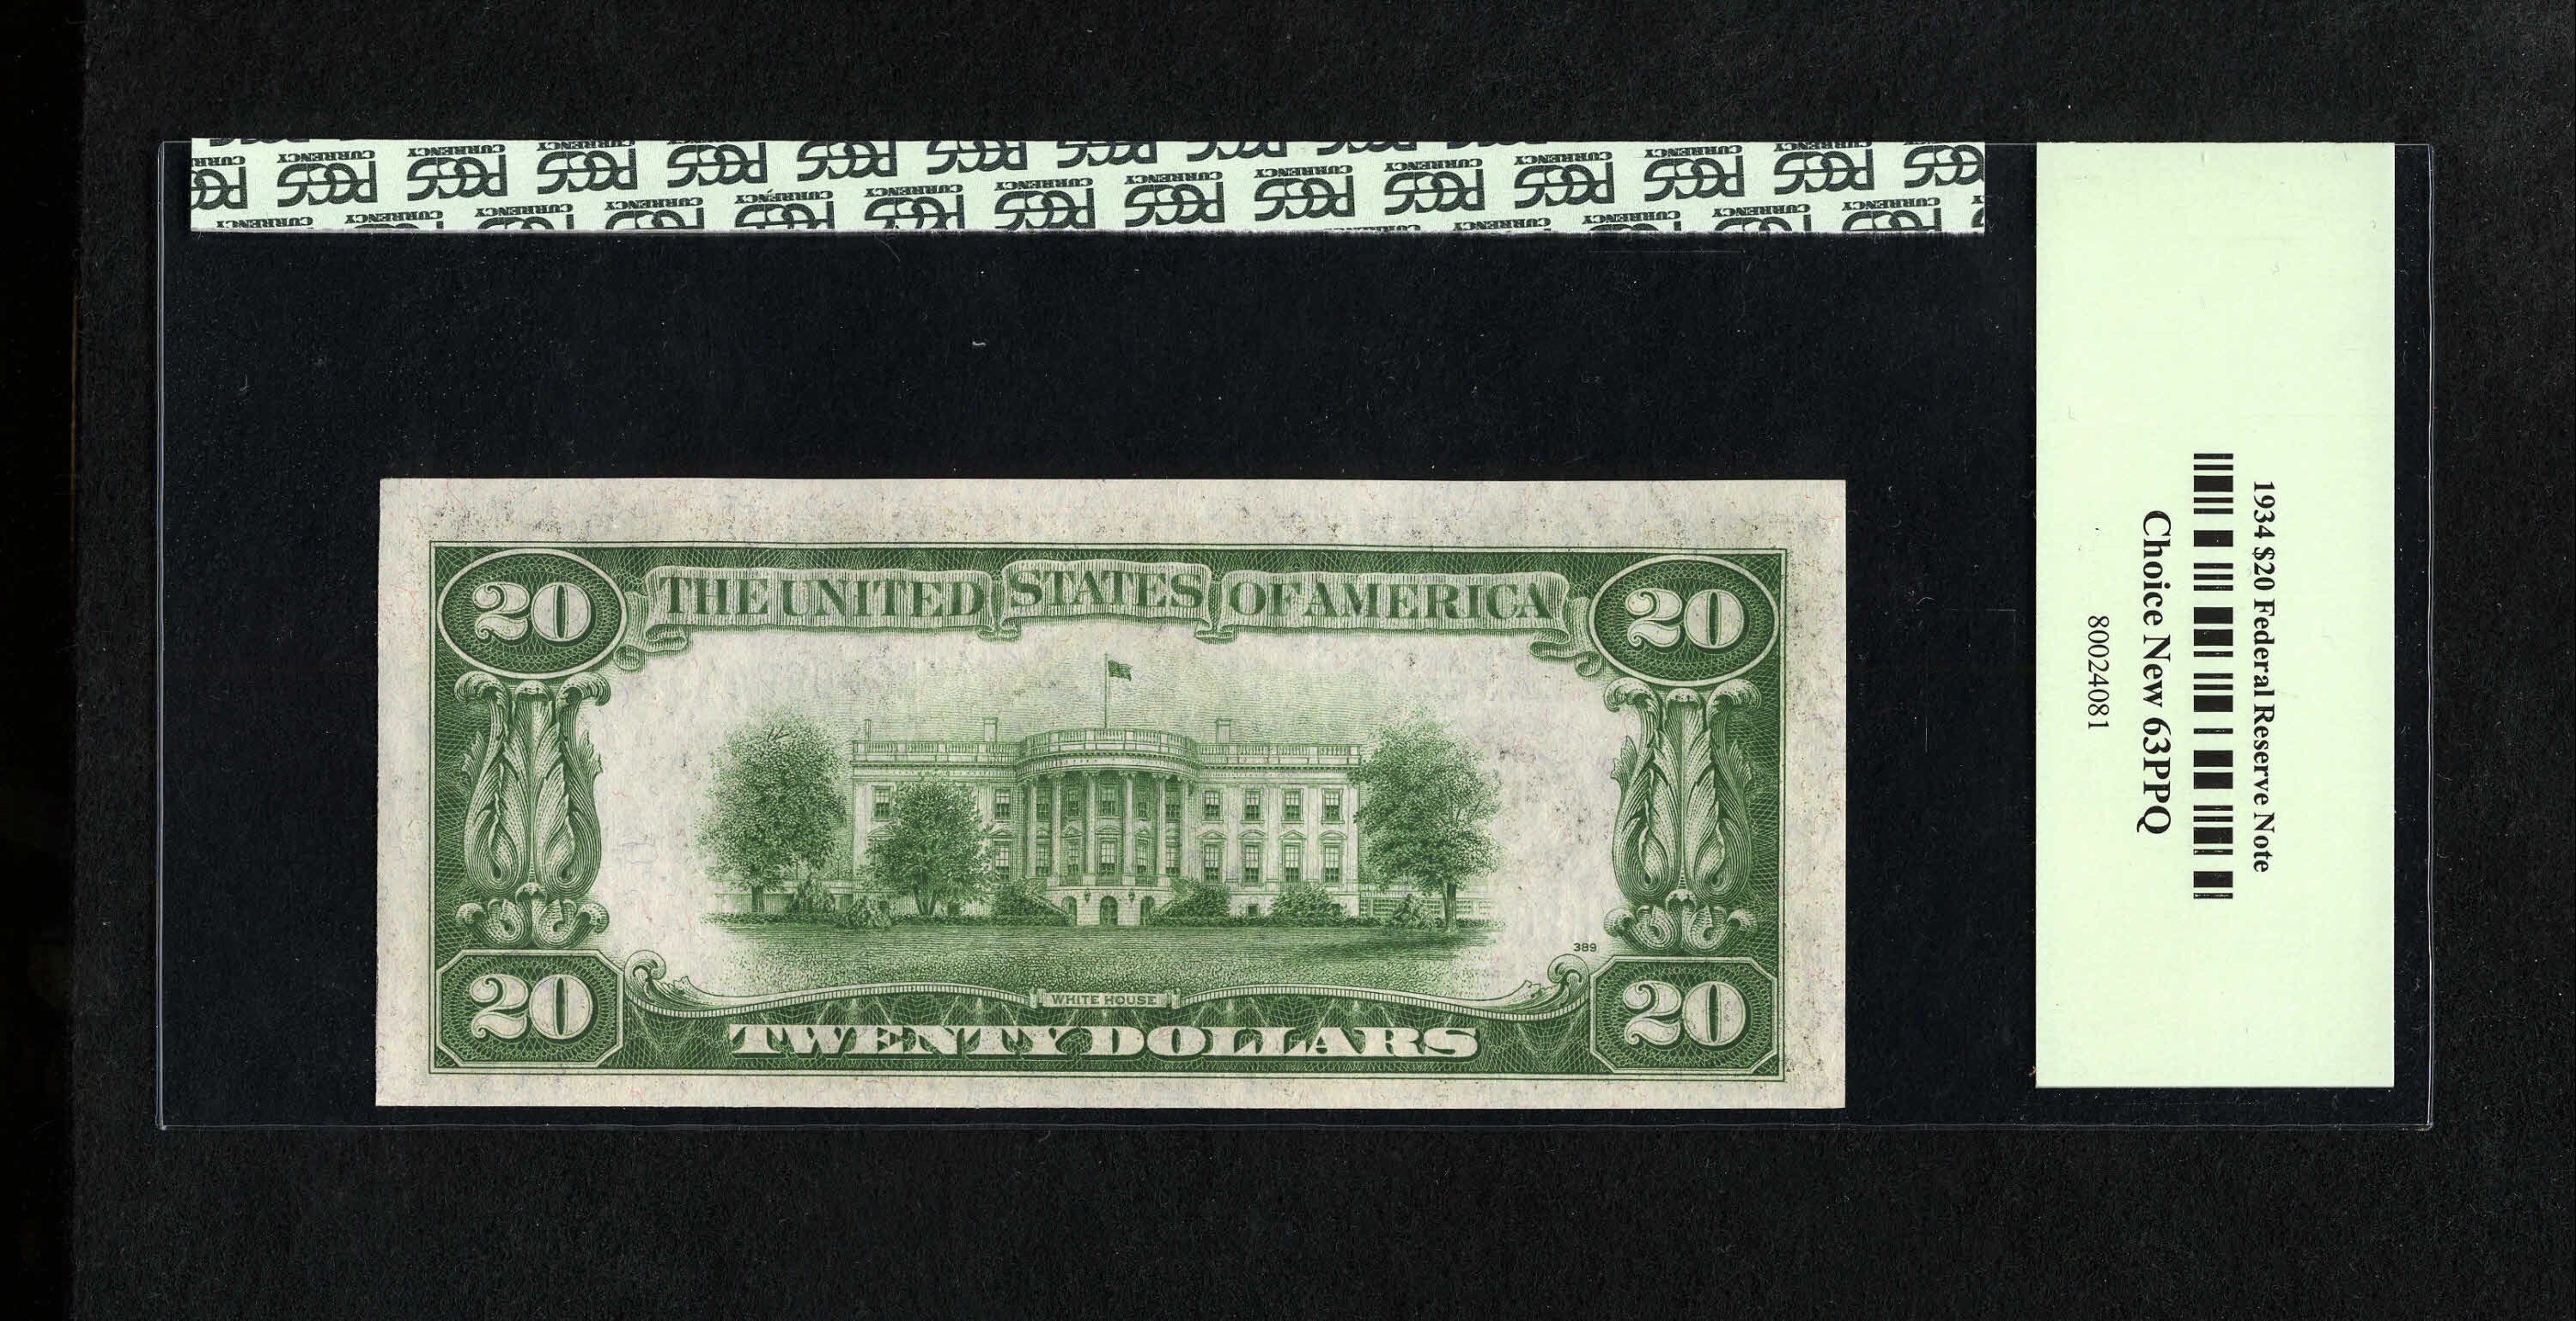 PCGS CURRENCY
20
THE UNITED STATES OF AMERICA
20
389
20
WHITE HOUSE
20
TWENTY DOLLARS
1934 $20 Federal Reserve Note
Choice New 63PPQ
80024081